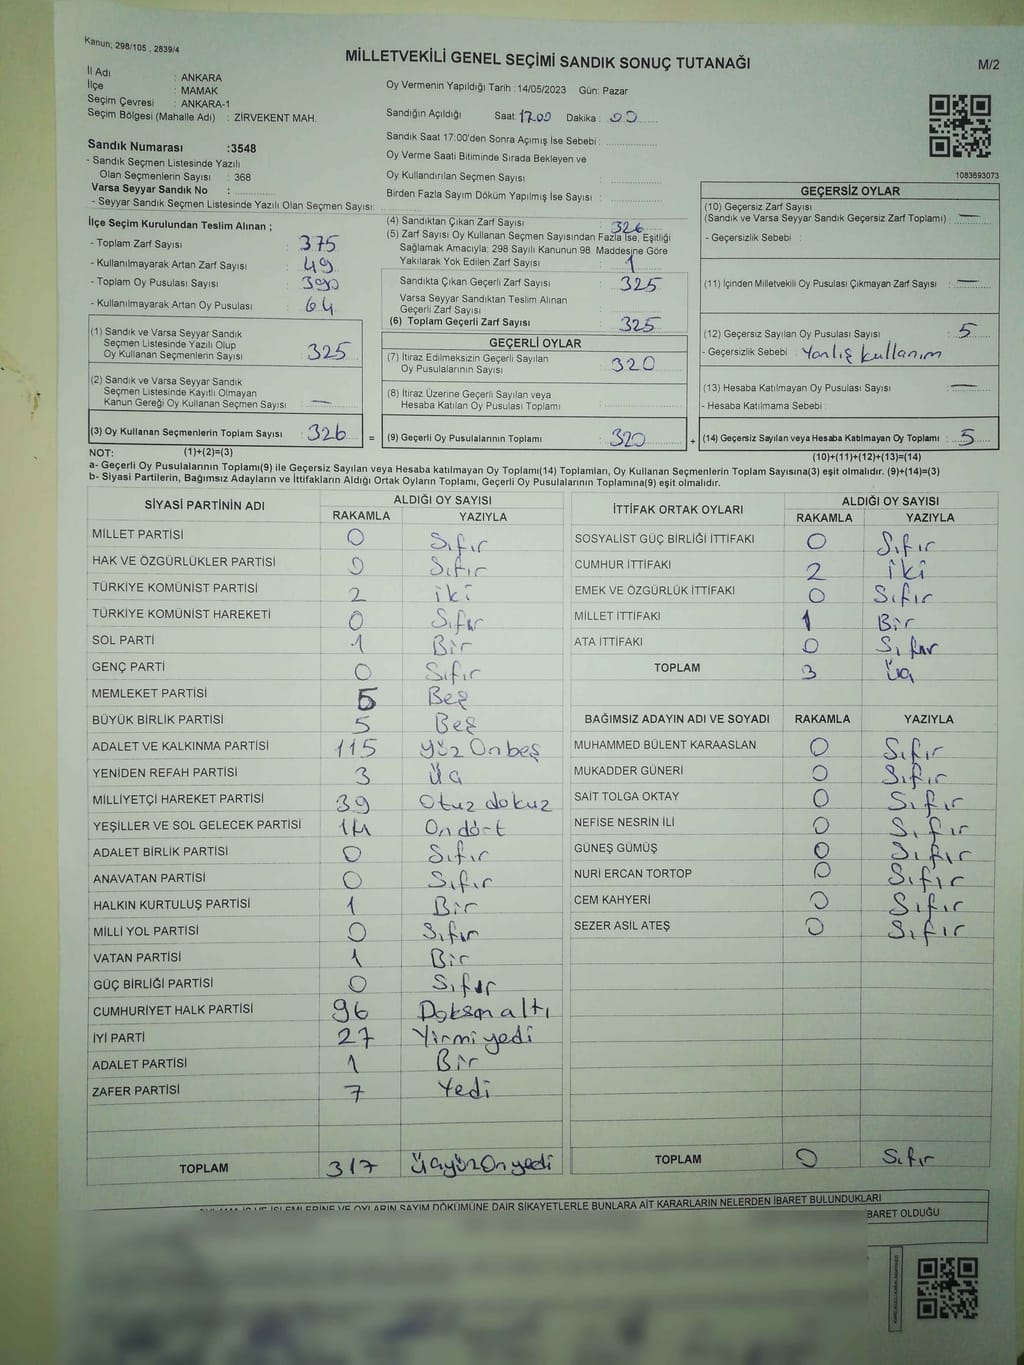 Kanun; 298/105 , 2839/4
MİLLETVEKİLİ GENEL SEÇİMİ SANDIK SONUÇ TUTANAĞI
M/2
İl Adı : ANKARA
İlçe : MAMAK
Seçim Çevresi : ANKARA-1
Seçim Bölgesi (Mahalle Adı) : ZİRVEKENT MAH.
Sandık Numarası :3548
- Sandık Seçmen Listesinde Yazılı
Olan Seçmenlerin Sayısı : 368
Varsa Seyyar Sandık No :
- Seyyar Sandık Seçmen Listesinde Yazılı Olan Seçmen Sayısı:
Oy Vermenin Yapıldığı Tarih : 14/05/2023 Gün: Pazar
Sandığın Açıldığı Saat: 17.00 Dakika : 00
Sandık Saat 17:00'den Sonra Açımış İse Sebebi :
Oy Verme Saati Bitiminde Sırada Bekleyen ve
Oy Kullandırılan Seçmen Sayısı :
Birden Fazla Sayım Döküm Yapılmış İse Sayısı :
1083693073
İlçe Seçim Kurulundan Teslim Alınan ;
- Toplam Zarf Sayısı : 375
- Kullanılmayarak Artan Zarf Sayısı : 49
- Toplam Oy Pusulası Sayısı : 390
- Kullanılmayarak Artan Oy Pusulası : 64
(1) Sandık ve Varsa Seyyar Sandık
Seçmen Listesinde Yazılı Olup
Oy Kullanan Seçmenlerin Sayısı : 325
(2) Sandık ve Varsa Seyyar Sandık
Seçmen Listesinde Kayıtlı Olmayan
Kanun Gereği Oy Kullanan Seçmen Sayısı : —
(3) Oy Kullanan Seçmenlerin Toplam Sayısı : 326 =
(4) Sandıktan Çıkan Zarf Sayısı : 326
(5) Zarf Sayısı Oy Kullanan Seçmen Sayısından Fazla İse, Eşitliği
Sağlamak Amacıyla; 298 Sayılı Kanunun 98. Maddesine Göre
Yakılarak Yok Edilen Zarf Sayısı : 1
Sandıkta Çıkan Geçerli Zarf Sayısı : 325
Varsa Seyyar Sandıktan Teslim Alınan
Geçerli Zarf Sayısı :
(6) Toplam Geçerli Zarf Sayısı : 325
GEÇERLİ OYLAR
(7) İtiraz Edilmeksizin Geçerli Sayılan
Oy Pusulalarının Sayısı : 320
(8) İtiraz Üzerine Geçerli Sayılan veya
Hesaba Katılan Oy Pusulası Toplamı :
(9) Geçerli Oy Pusulalarının Toplamı : 320 +
GEÇERSİZ OYLAR
(10) Geçersiz Zarf Sayısı
(Sandık ve Varsa Seyyar Sandık Geçersiz Zarf Toplamı) : —
- Geçersizlik Sebebi :
(11) İçinden Milletvekili Oy Pusulası Çıkmayan Zarf Sayısı : —
(12) Geçersiz Sayılan Oy Pusulası Sayısı : 5
- Geçersizlik Sebebi : Yanlış kullanım
(13) Hesaba Katılmayan Oy Pusulası Sayısı : —
- Hesaba Katılmama Sebebi :
(14) Geçersiz Sayılan veya Hesaba Katılmayan Oy Toplamı : 5
NOT: (1)+(2)=(3)
(10)+(11)+(12)+(13)=(14)
a- Geçerli Oy Pusulalarının Toplamı(9) ile Geçersiz Sayılan veya Hesaba katılmayan Oy Toplamı(14) Toplamları, Oy Kullanan Seçmenlerin Toplam Sayısına(3) eşit olmalıdır. (9)+(14)=(3)
b- Siyasi Partilerin, Bağımsız Adayların ve İttifakların Aldığı Ortak Oyların Toplamı, Geçerli Oy Pusulalarının Toplamına(9) eşit olmalıdır.
SİYASİ PARTİNİN ADI ALDIĞI OY SAYISI
RAKAMLA YAZIYLA
MİLLET PARTİSİ 0 Sıfır
HAK VE ÖZGÜRLÜKLER PARTİSİ 0 Sıfır
TÜRKİYE KOMÜNİST PARTİSİ 2 iki
TÜRKİYE KOMÜNİST HAREKETİ 0 Sıfır
SOL PARTİ 1 Bir
GENÇ PARTİ 0 Sıfır
MEMLEKET PARTİSİ 5 Beş
BÜYÜK BİRLİK PARTİSİ 5 Beş
ADALET VE KALKINMA PARTİSİ 115 Yüz Onbeş
YENİDEN REFAH PARTİSİ 3 Üç
MİLLİYETÇİ HAREKET PARTİSİ 39 Otuz dokuz
YEŞİLLER VE SOL GELECEK PARTİSİ 14 On dört
ADALET BİRLİK PARTİSİ 0 Sıfır
ANAVATAN PARTİSİ 0 Sıfır
HALKIN KURTULUŞ PARTİSİ 1 Bir
MİLLİ YOL PARTİSİ 0 Sıfır
VATAN PARTİSİ 1 Bir
GÜÇ BİRLİĞİ PARTİSİ 0 Sıfır
CUMHURİYET HALK PARTİSİ 96 Doksan altı
İYİ PARTİ 27 Yirmi yedi
ADALET PARTİSİ 1 Bir
ZAFER PARTİSİ 7 Yedi
TOPLAM 317 Üçyüz On yedi
İTTİFAK ORTAK OYLARI ALDIĞI OY SAYISI
RAKAMLA YAZIYLA
SOSYALİST GÜÇ BİRLİĞİ İTTİFAKI 0 Sıfır
CUMHUR İTTİFAKI 2 iki
EMEK VE ÖZGÜRLÜK İTTİFAKI 0 Sıfır
MİLLET İTTİFAKI 1 Bir
ATA İTTİFAKI 0 Sıfır
TOPLAM 3 Üç
BAĞIMSIZ ADAYIN ADI VE SOYADI RAKAMLA YAZIYLA
MUHAMMED BÜLENT KARAASLAN 0 Sıfır
MUKADDER GÜNERİ 0 Sıfır
SAİT TOLGA OKTAY 0 Sıfır
NEFİSE NESRİN İLİ 0 Sıfır
GÜNEŞ GÜMÜŞ 0 Sıfır
NURİ ERCAN TORTOP 0 Sıfır
CEM KAHYERİ 0 Sıfır
SEZER ASİL ATEŞ 0 Sıfır
TOPLAM 0 Sıfır
İŞLEMLERİNE VE OYLARIN SAYIM DÖKÜMÜNE DAİR ŞİKAYETLERLE BUNLARA AİT KARARLARIN NELERDEN İBARET BULUNDUKLARI
BARET OLDUĞU